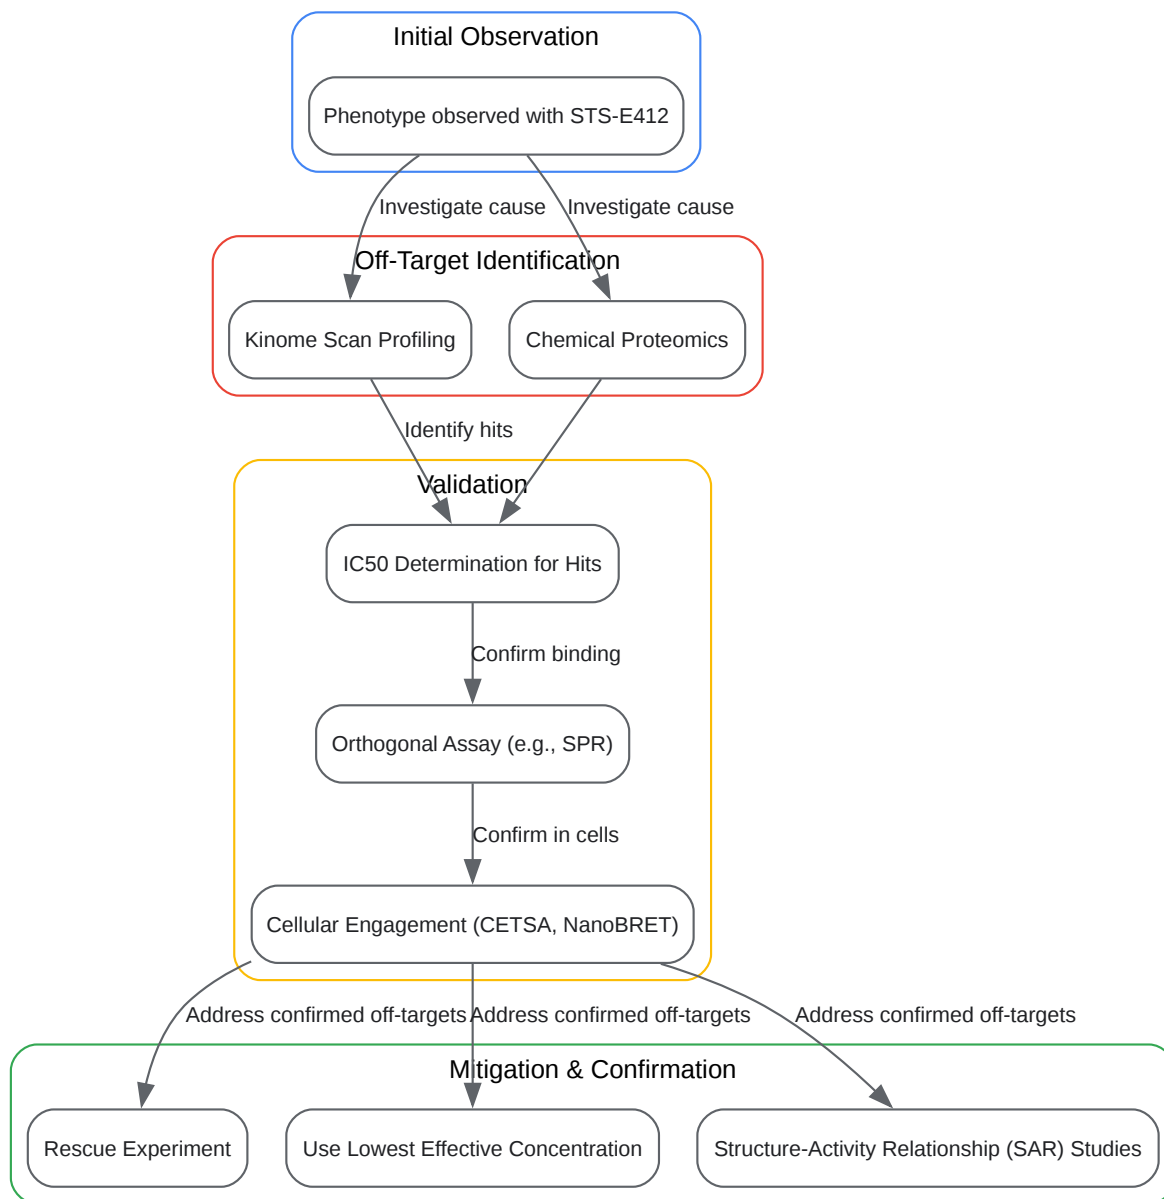 Initial Observation
Phenotype observed with STS-E412
Investigate cause
Investigate cause
Off-Target Identification
Kinome Scan Profiling
Chemical Proteomics
Identify hits
Validation
IC50 Determination for Hits
Confirm binding
Orthogonal Assay (e.g., SPR)
Confirm in cells
Cellular Engagement (CETSA, NanoBRET)
Address confirmed off-targets
Address confirmed off-targets
Address confirmed off-targets
Mitigation & Confirmation
Rescue Experiment
Use Lowest Effective Concentration
Structure-Activity Relationship (SAR) Studies